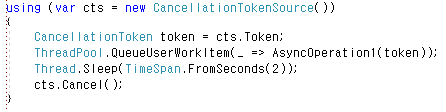 using (var cts = new CancellationTokenSource())
{
    CancellationToken token = cts.Token;
    ThreadPool.QueueUserWorkItem(_ => AsyncOperation1(token));
    Thread.Sleep(TimeSpan.FromSeconds(2));
    cts.Cancel();
}